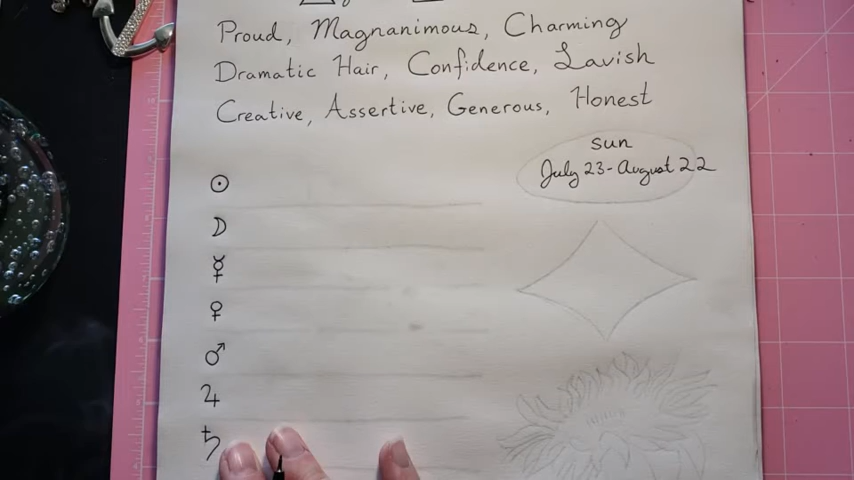 Proud, Magnanimous, Charming
Dramatic Hair, Confidence, Lavish
Creative, Assertive, Generous, Honest
sun
July 23-August 22
☉
☽
☿
♀
♂
♃
♄